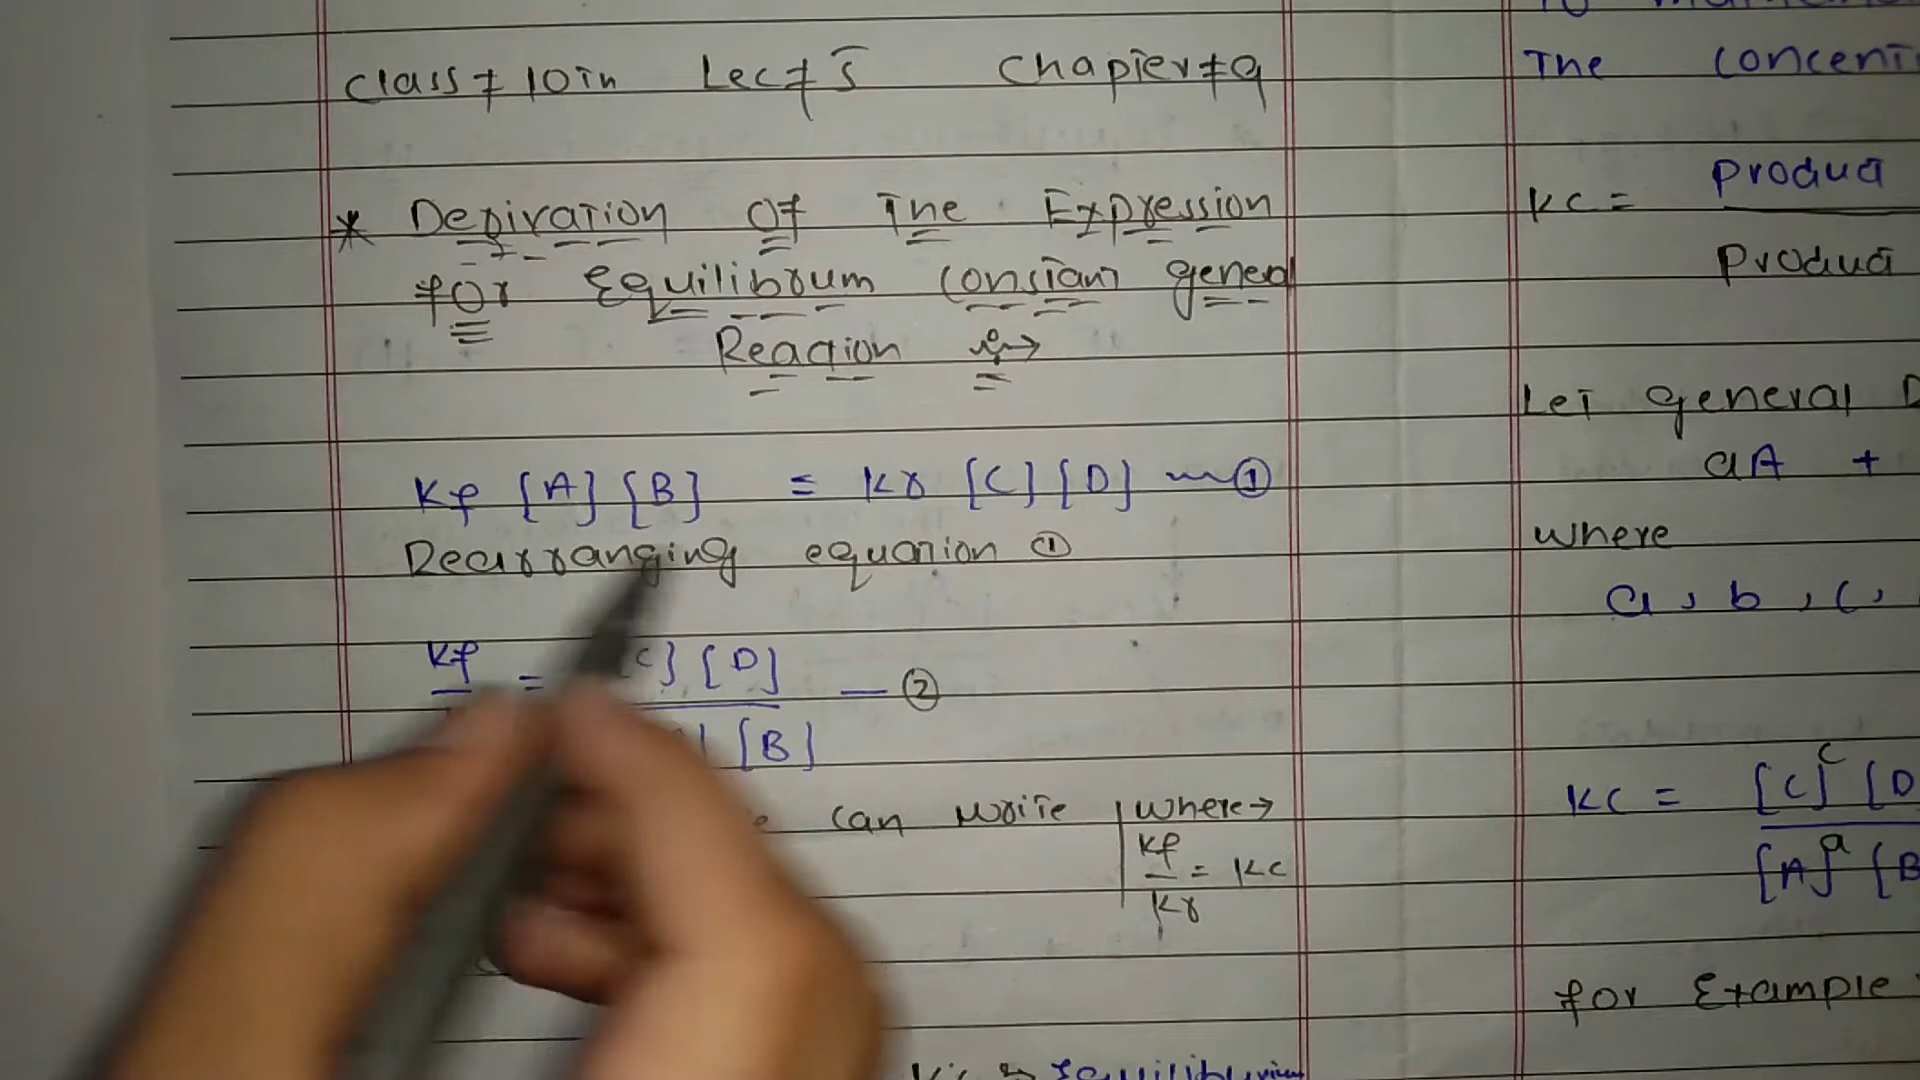 Class # 10th Lec # 5 Chapter # 9
* Derivation Of The Expression
for Equilibrium Constant general
Reaction
Kf [A] [B] = Kr [C] [D] — ①
Rearranging equation ①
Kf = [C] [D] — ②
[B]
can write | where →
Kf = Kc
Kr
The
Kc = Product
Product
Let general
aA +
where
a, b, c,
Kc = [C]^c [D
[A]^a [B
for Example